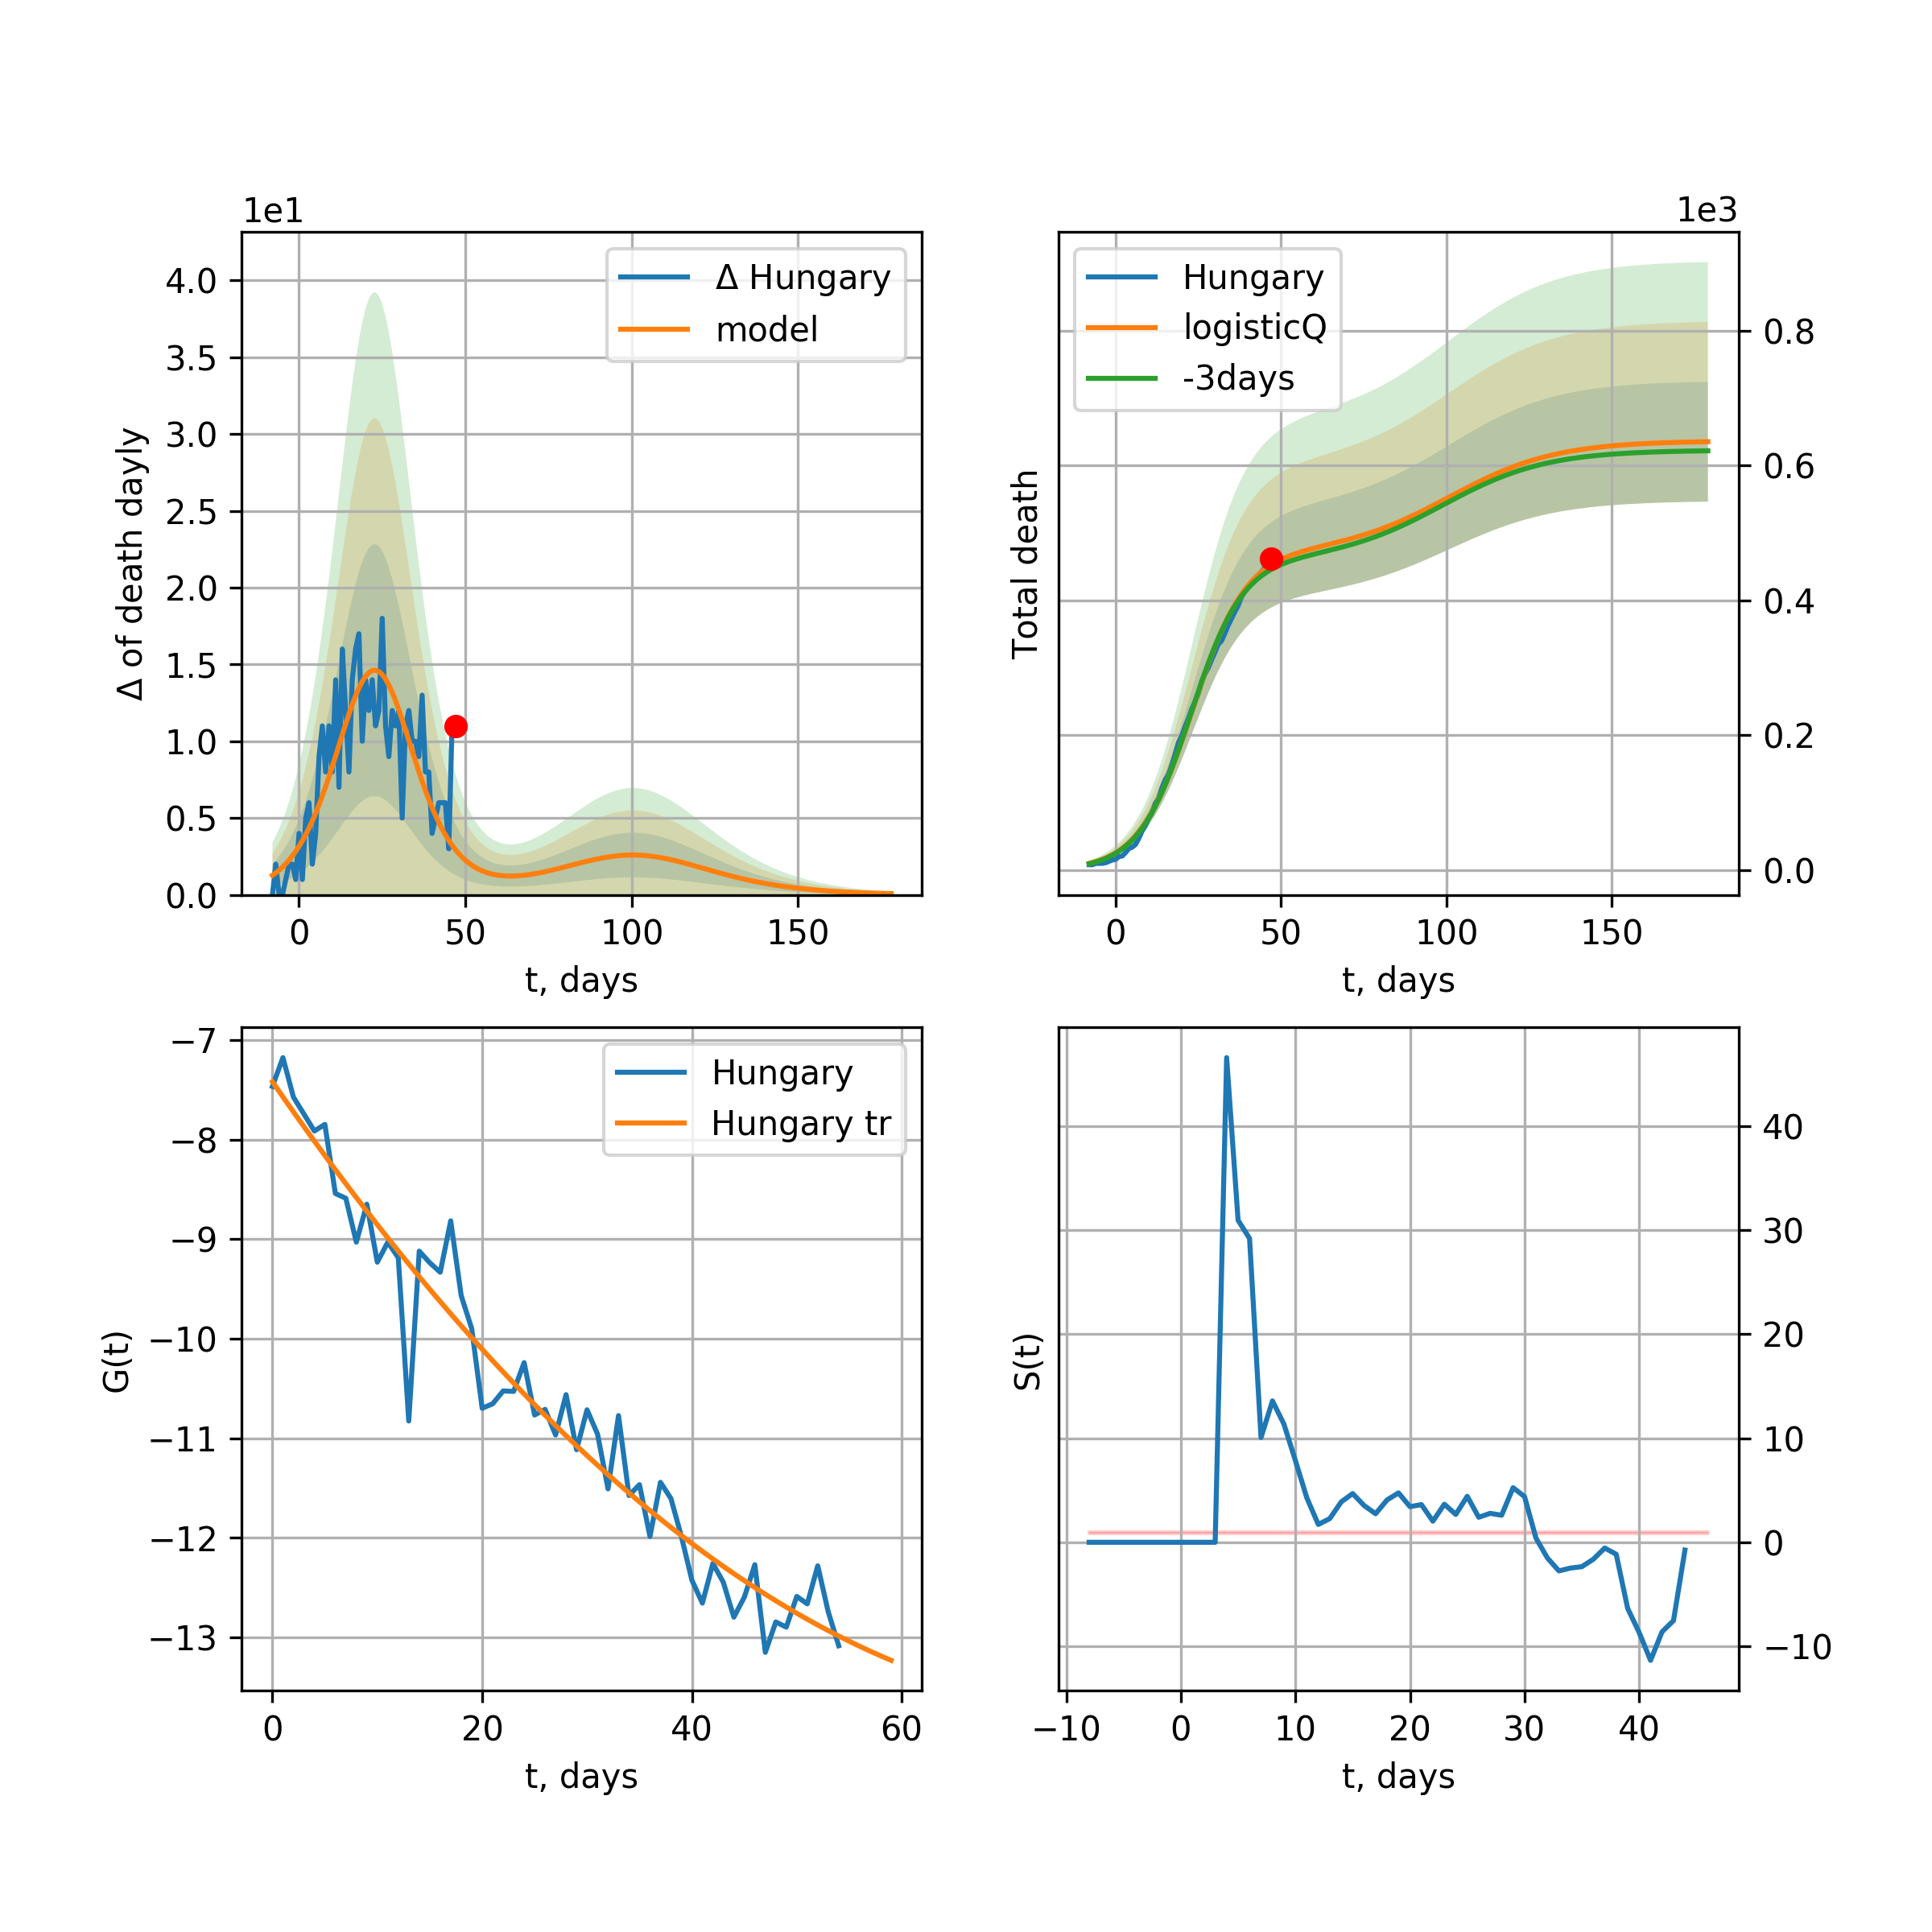 1e1
4.0
3.5
3.0
2.5
2.0
1.5
1.0
0.5
0.0
Δ of death dayly
Δ Hungary
model
0 50 100 150
t, days
1e3
Hungary
logisticQ
-3days
Total death
0.8
0.6
0.4
0.2
0.0
0 50 100 150
t, days
−7
−8
−9
−10
−11
−12
−13
G(t)
Hungary
Hungary tr
0 20 40 60
t, days
S(t)
40
30
20
10
0
−10
−10 0 10 20 30 40
t, days